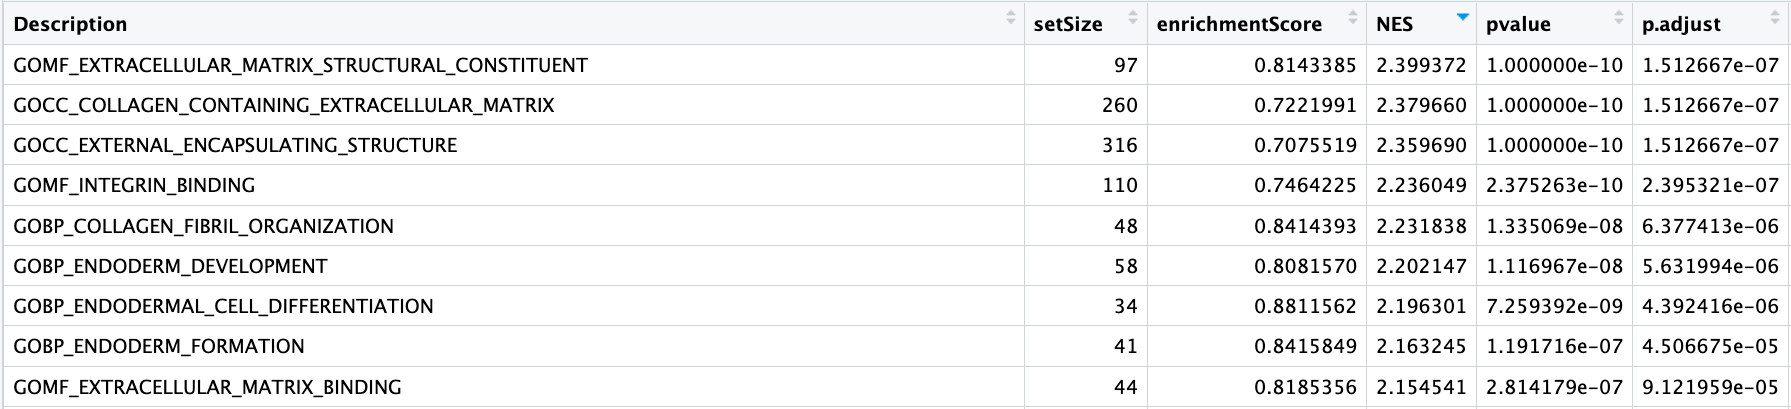 Description setSize enrichmentScore NES pvalue p.adjust
GOMF_EXTRACELLULAR_MATRIX_STRUCTURAL_CONSTITUENT 97 0.8143385 2.399372 1.000000e-10 1.512667e-07
GOCC_COLLAGEN_CONTAINING_EXTRACELLULAR_MATRIX 260 0.7221991 2.379660 1.000000e-10 1.512667e-07
GOCC_EXTERNAL_ENCAPSULATING_STRUCTURE 316 0.7075519 2.359690 1.000000e-10 1.512667e-07
GOMF_INTEGRIN_BINDING 110 0.7464225 2.236049 2.375263e-10 2.395321e-07
GOBP_COLLAGEN_FIBRIL_ORGANIZATION 48 0.8414393 2.231838 1.335069e-08 6.377413e-06
GOBP_ENDODERM_DEVELOPMENT 58 0.8081570 2.202147 1.116967e-08 5.631994e-06
GOBP_ENDODERMAL_CELL_DIFFERENTIATION 34 0.8811562 2.196301 7.259392e-09 4.392416e-06
GOBP_ENDODERM_FORMATION 41 0.8415849 2.163245 1.191716e-07 4.506675e-05
GOMF_EXTRACELLULAR_MATRIX_BINDING 44 0.8185356 2.154541 2.814179e-07 9.121959e-05